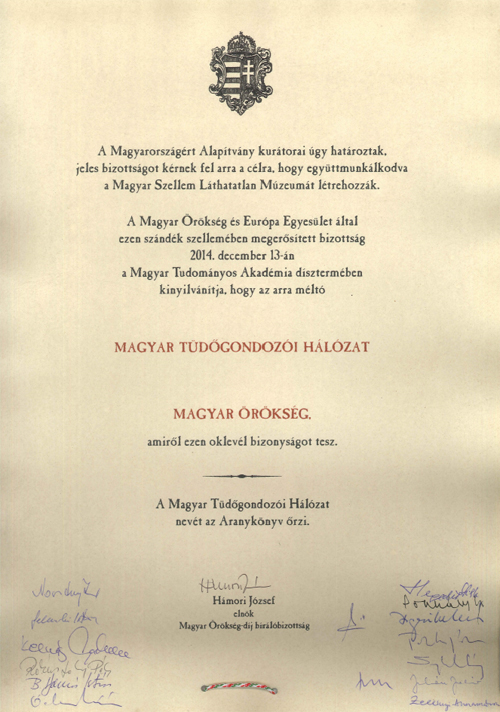 A Magyarországért Alapítvány kurátorai úgy határoztak,
jeles bizottságot kérnek fel arra a célra, hogy együttmunkálkodva
a Magyar Szellem Láthatatlan Múzeumát létrehozzák.
A Magyar Örökség és Európa Egyesület által
ezen szándék szellemében megerősített bizottság
2014. december 13-án
a Magyar Tudományos Akadémia dísztermében
kinyilvánítja, hogy az arra méltó
MAGYAR TÜDŐGONDOZÓI HÁLÓZAT
MAGYAR ÖRÖKSÉG,
amiről ezen oklevél bizonyságot tesz.
A Magyar Tüdőgondozói Hálózat
nevét az Aranykönyv őrzi.
Hámori József
elnök
Magyar Örökség-díj bírálóbizottság